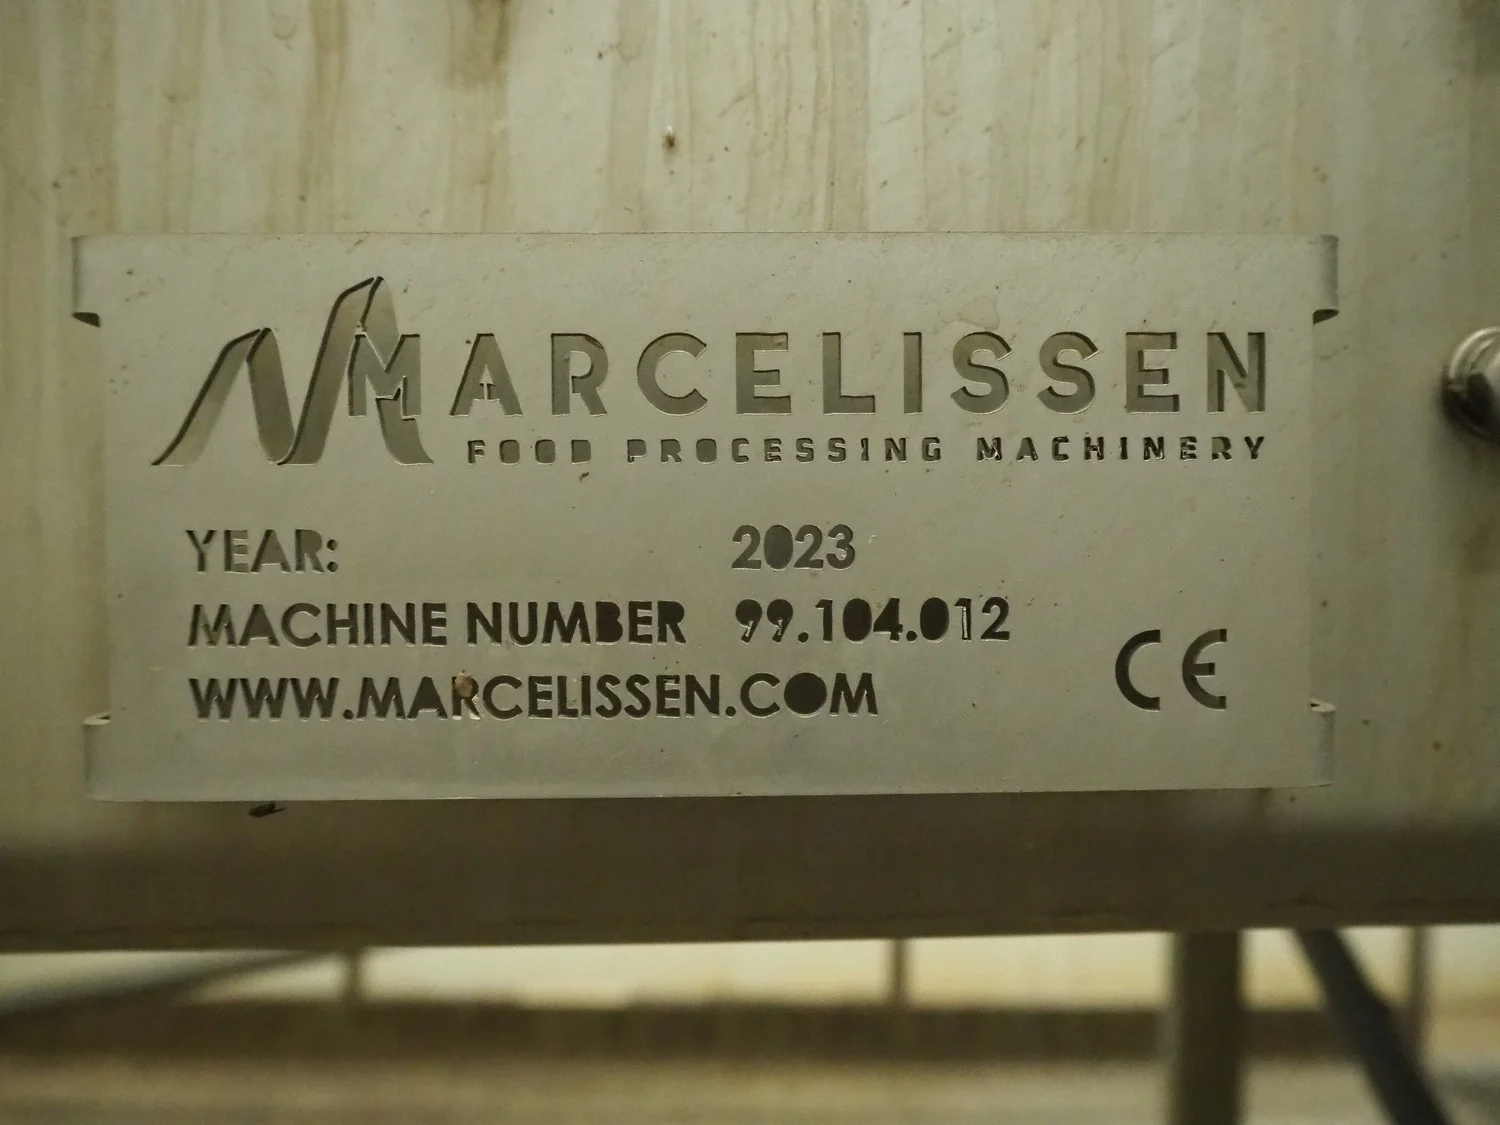 MARCELISSEN
FOOD PROCESSING MACHINERY
YEAR: 2023
MACHINE NUMBER 99.104.012
WWW.MARCELISSEN.COM
CE